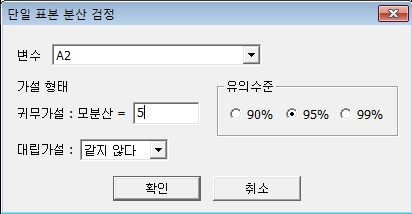 단일 표본 분산 검정
변수 A2
가설 형태
귀무가설 : 모분산 = 5
대립가설 : 같지 않다
유의수준
90% 95% 99%
확인 취소